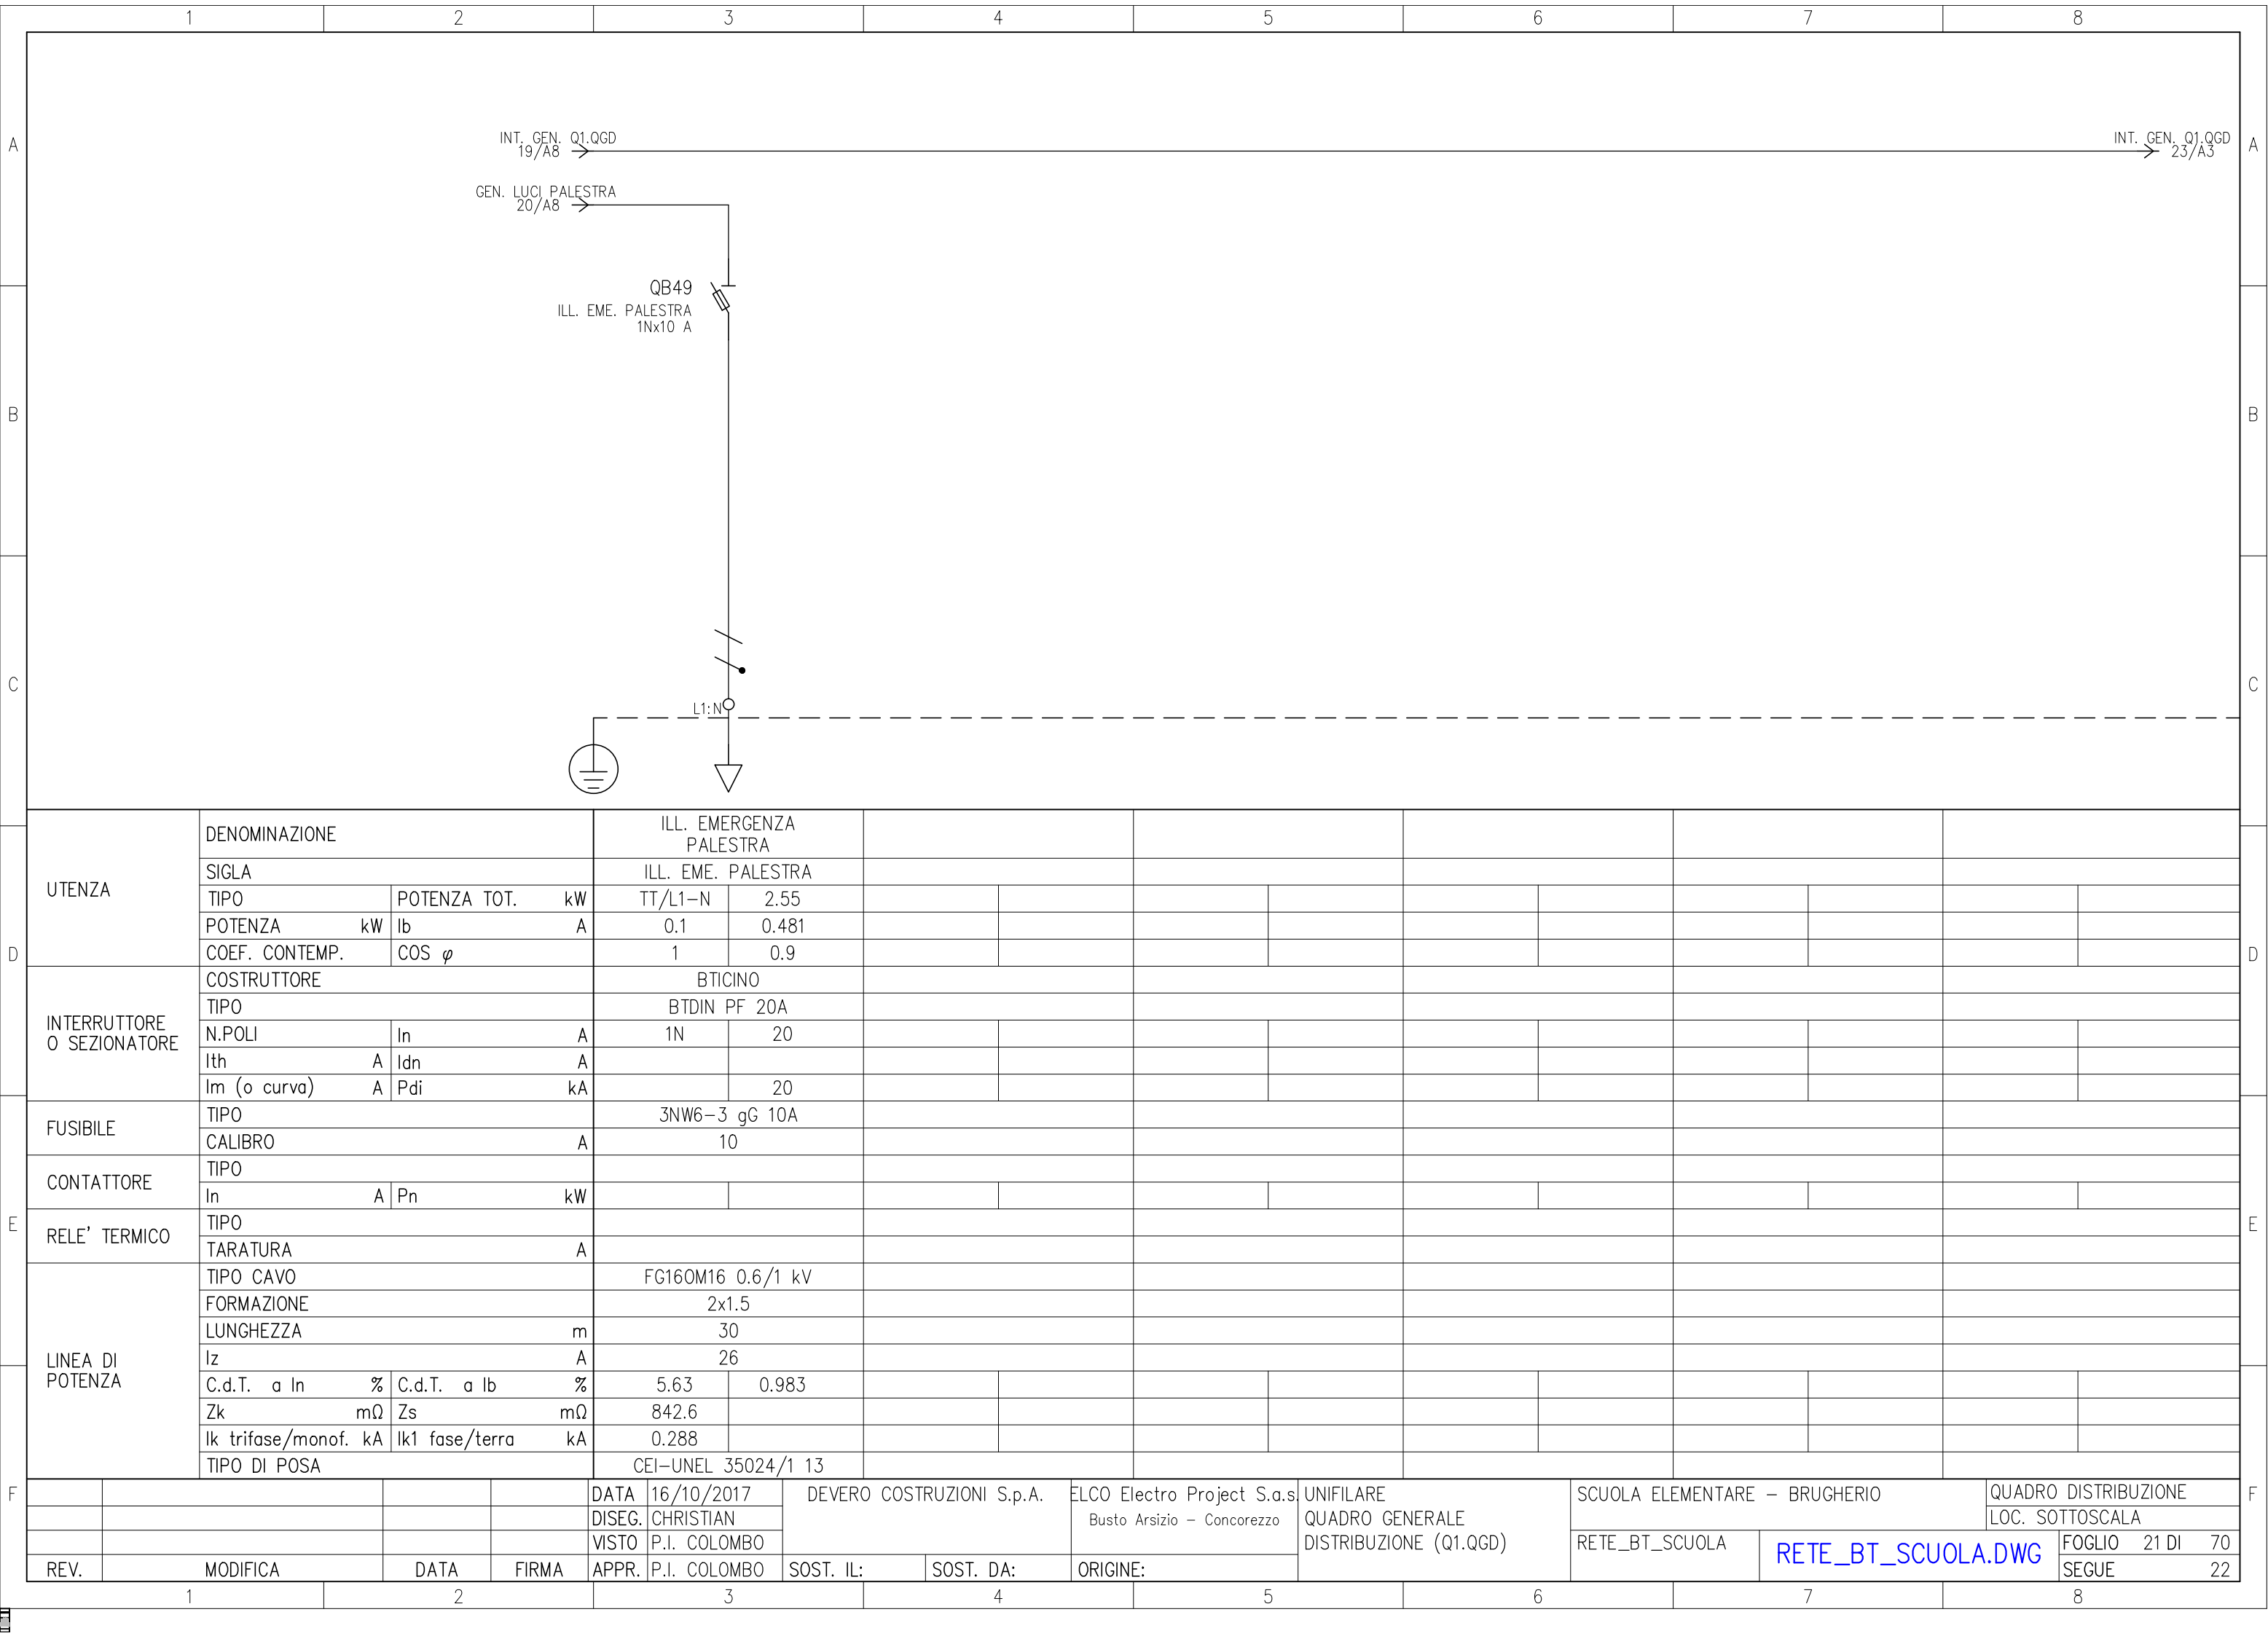 1 2 3 4 5 6 7 8
A A
INT. GEN. Q1.QGD
19/A8
INT. GEN. Q1.QGD
23/A3
GEN. LUCI PALESTRA
20/A8
QB49
ILL. EME. PALESTRA
1Nx10 A
B B
C C
L1:N
UTENZA
DENOMINAZIONE ILL. EMERGENZA
PALESTRA
SIGLA ILL. EME. PALESTRA
TIPO POTENZA TOT. kW TT/L1-N 2.55
POTENZA kW Ib A 0.1 0.481
D COEF. CONTEMP. COS φ 1 0.9 D
INTERRUTTORE
O SEZIONATORE
COSTRUTTORE BTICINO
TIPO BTDIN PF 20A
N.POLI In A 1N 20
Ith A Idn A
Im (o curva) A Pdi kA 20
FUSIBILE
TIPO 3NW6-3 gG 10A
CALIBRO A 10
CONTATTORE
TIPO
In A Pn kW
E E
RELE' TERMICO
TIPO
TARATURA A
LINEA DI
POTENZA
TIPO CAVO FG16OM16 0.6/1 kV
FORMAZIONE 2x1.5
LUNGHEZZA m 30
Iz A 26
C.d.T. a In % C.d.T. a Ib % 5.63 0.983
Zk mΩ Zs mΩ 842.6
Ik trifase/monof. kA Ik1 fase/terra kA 0.288
TIPO DI POSA CEI-UNEL 35024/1 13
F F
DATA 16/10/2017
DISEG. CHRISTIAN
VISTO P.I. COLOMBO
REV. MODIFICA DATA FIRMA APPR. P.I. COLOMBO
DEVERO COSTRUZIONI S.p.A.
SOST. IL: SOST. DA:
ELCO Electro Project S.a.s.
Busto Arsizio - Concorezzo
ORIGINE:
UNIFILARE
QUADRO GENERALE
DISTRIBUZIONE (Q1.QGD)
SCUOLA ELEMENTARE - BRUGHERIO
RETE_BT_SCUOLA
RETE_BT_SCUOLA.DWG
QUADRO DISTRIBUZIONE
LOC. SOTTOSCALA
FOGLIO 21 DI 70
SEGUE 22
1 2 3 4 5 6 7 8